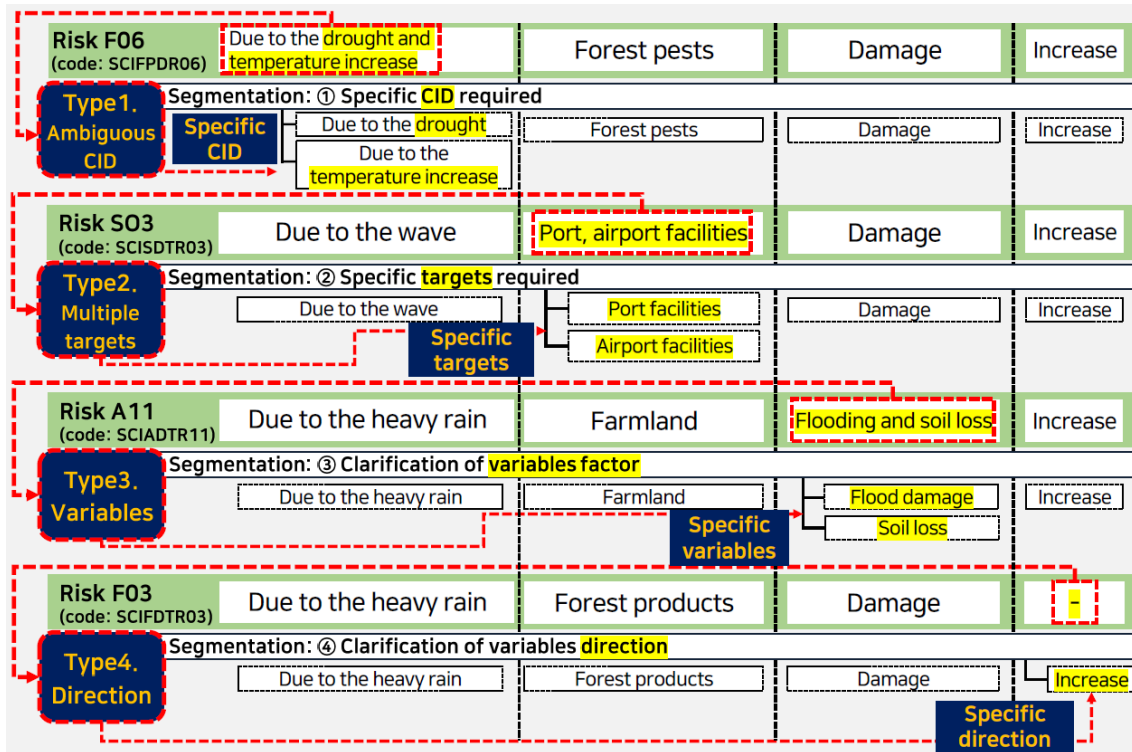 Risk F06
(code: SCIFPDR06)
Due to the drought and
temperature increase
Forest pests
Damage
Increase
Type1.
Ambiguous
CID
Segmentation: ① Specific CID required
Specific
CID
Due to the drought
Due to the
temperature increase
Forest pests
Damage
Increase
Risk SO3
(code: SCISDTR03)
Due to the wave
Port, airport facilities
Damage
Increase
Type2.
Multiple
targets
Segmentation: ② Specific targets required
Due to the wave
Specific
targets
Port facilities
Airport facilities
Damage
Increase
Risk A11
(code: SCIADTR11)
Due to the heavy rain
Farmland
Flooding and soil loss
Increase
Type3.
Variables
Segmentation: ③ Clarification of variables factor
Due to the heavy rain
Farmland
Specific
variables
Flood damage
Soil loss
Increase
Risk F03
(code: SCIFDTR03)
Due to the heavy rain
Forest products
Damage
-
Type4.
Direction
Segmentation: ④ Clarification of variables direction
Due to the heavy rain
Forest products
Damage
Increase
Specific
direction